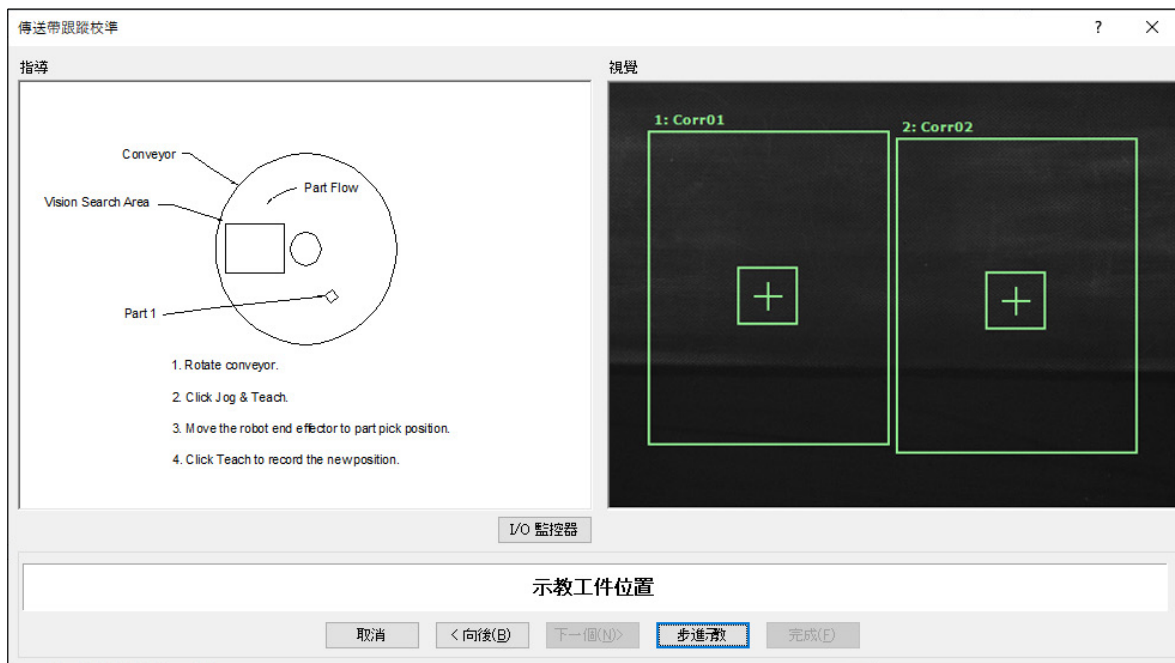 傳送帶跟蹤校準
指導
視覺
Conveyor
Part Flow
Vision Search Area
Part 1
1. Rotate conveyor.
2. Click Jog & Teach.
3. Move the robot end effector to part pick position.
4. Click Teach to record the new position.
1: Corr01
2: Corr02
I/O 監控器
示教工件位置
取消
< 向後(B)
下一個(N)>
步進示教
完成(F)